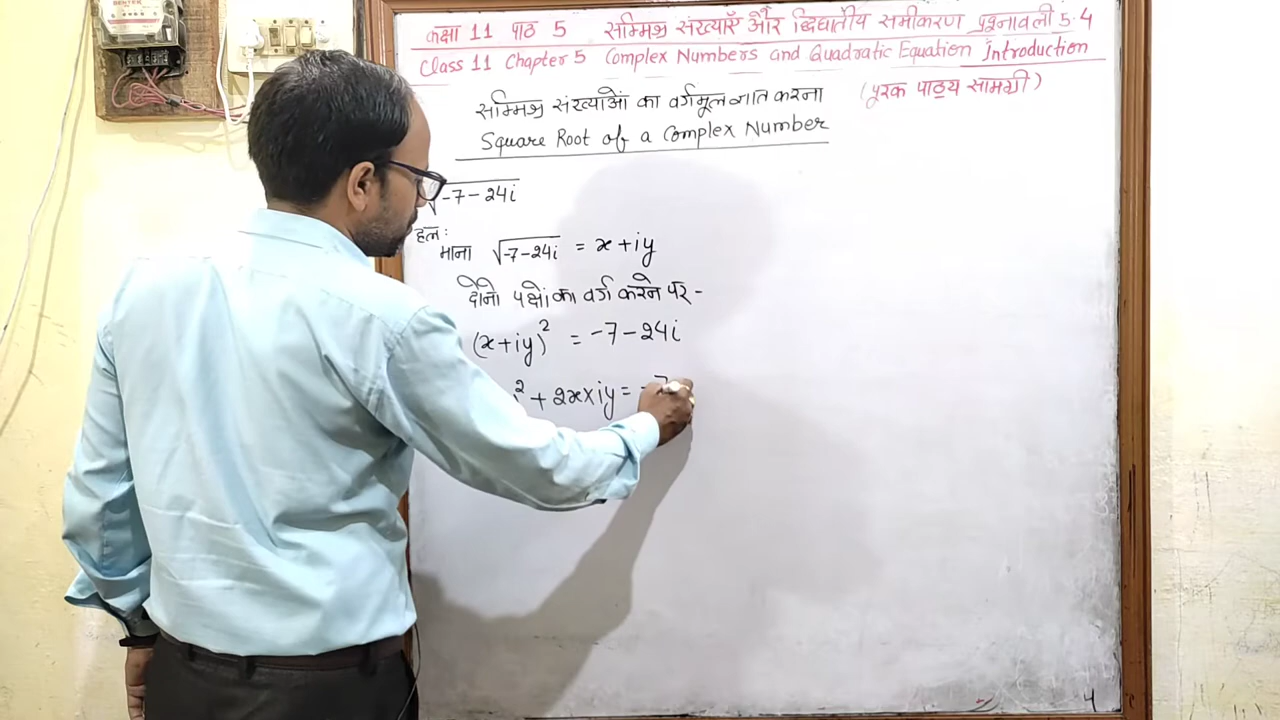 कक्षा 11 पाठ 5 सम्मिश्र संख्याएँ और द्विघातीय समीकरण प्रश्नावली 5.4
Class 11 Chapter 5 Complex Numbers and Quadratic Equation Introduction
(पूरक पाठ्य सामग्री)
सम्मिश्र संख्याओं का वर्गमूल ज्ञात करना
Square Root of a Complex Number
√-7-24i
हल:
माना √-7-24i = x+iy
दोनो पक्षों का वर्ग करने पर-
(x+iy)² = -7-24i
² + 2x×iy = -7
4